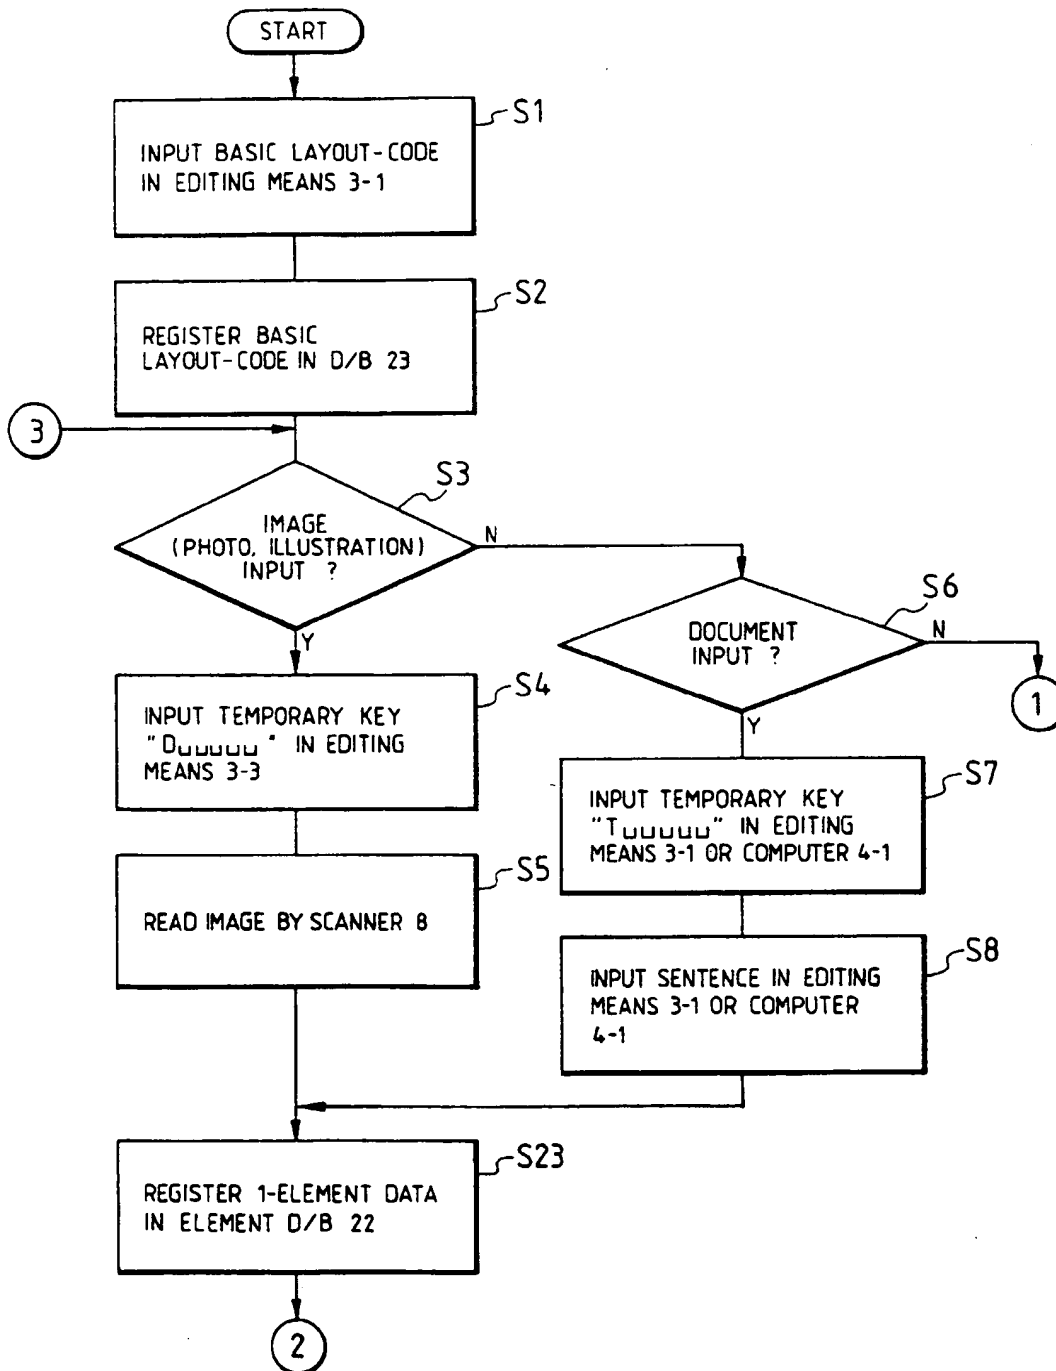 START
S1
INPUT BASIC LAYOUT-CODE
IN EDITING MEANS 3-1
S2
REGISTER BASIC
LAYOUT-CODE IN D/B 23
3
S3
IMAGE
(PHOTO, ILLUSTRATION)
INPUT ?
N
Y
S6
DOCUMENT
INPUT ?
N
1
Y
S4
INPUT TEMPORARY KEY
"D␣␣␣␣␣" IN EDITING
MEANS 3-3
S7
INPUT TEMPORARY KEY
"T␣␣␣␣␣" IN EDITING
MEANS 3-1 OR COMPUTER 4-1
S5
READ IMAGE BY SCANNER 8
S8
INPUT SENTENCE IN EDITING
MEANS 3-1 OR COMPUTER
4-1
S23
REGISTER 1-ELEMENT DATA
IN ELEMENT D/B 22
2